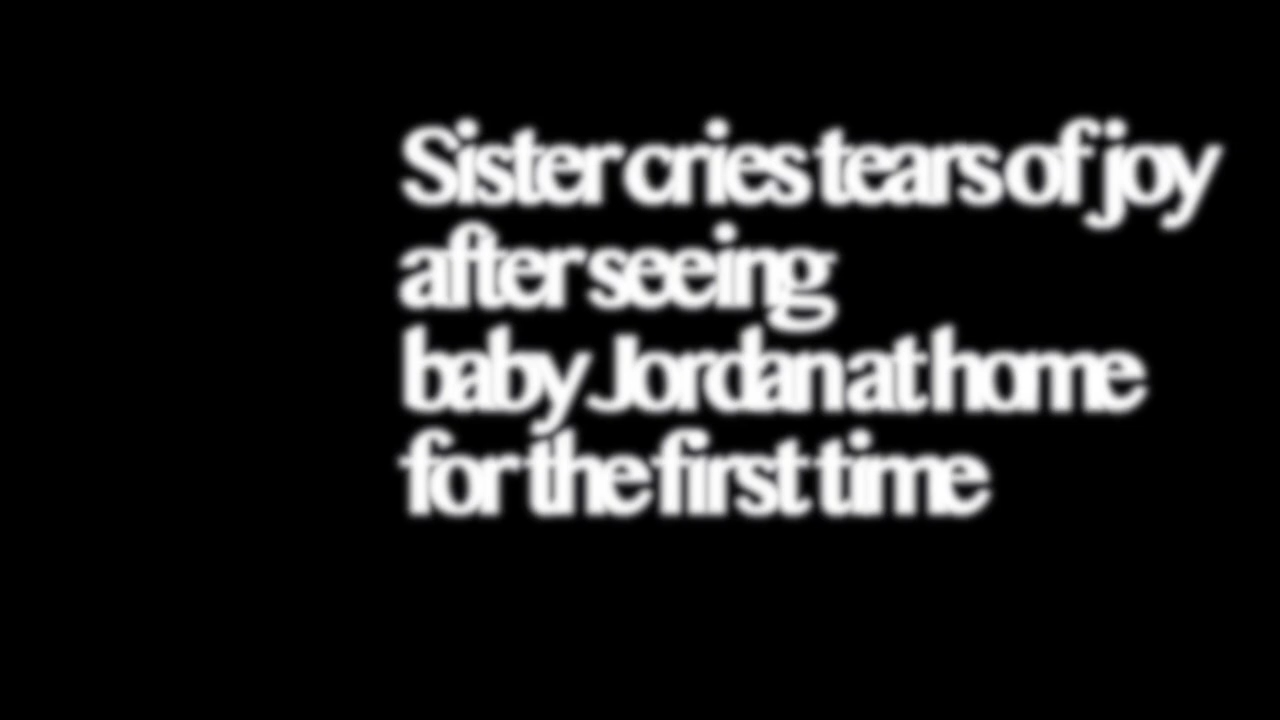 Sister cries tears of joy
after seeing
baby Jordan at home
for the first time